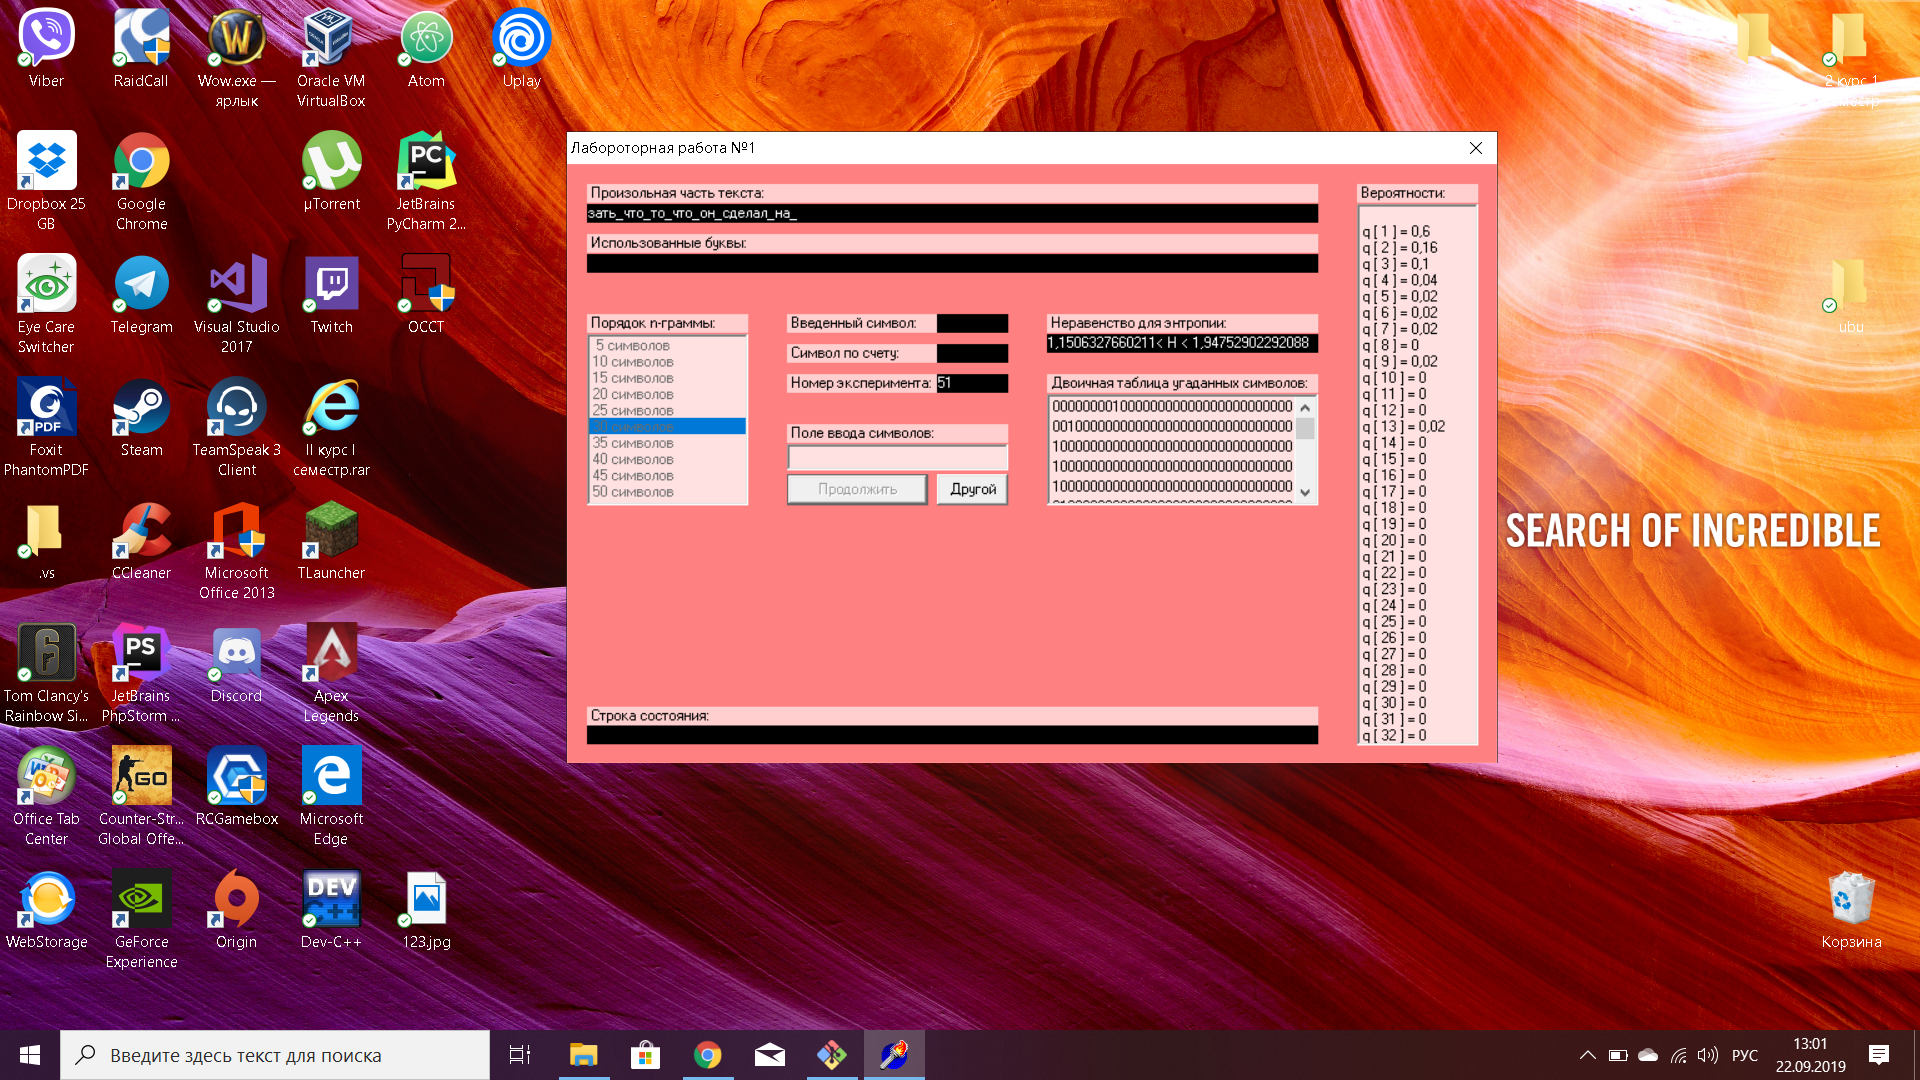 Viber
RaidCall
Wow.exe —
ярлык
Oracle VM
VirtualBox
Atom
Uplay
2 курс 1
Dropbox 25
GB
Google
Chrome
µTorrent
JetBrains
PyCharm 2...
Eye Care
Switcher
Telegram
Visual Studio
2017
Twitch
OCCT
ubu
Foxit
PhantomPDF
Steam
TeamSpeak 3
Client
II курс I
семестр.rar
.vs
CCleaner
Microsoft
Office 2013
TLauncher
Tom Clancy's
Rainbow Si...
JetBrains
PhpStorm ...
Discord
Apex
Legends
Office Tab
Center
Counter-Str...
Global Offe...
RCGamebox
Microsoft
Edge
WebStorage
GeForce
Experience
Origin
Dev-C++
123.jpg
Корзина
SEARCH OF INCREDIBLE
Лабороторная работа №1
Произольная часть текста:
зать_что_то_что_он_сделал_на_
Использованные буквы:
Порядок n-граммы:
5 символов
10 символов
15 символов
20 символов
25 символов
30 символов
35 символов
40 символов
45 символов
50 символов
Введенный символ:
Символ по счету:
Номер эксперимента: 51
Поле ввода символов:
Продолжить
Другой
Неравенство для энтропии:
1,1506327660211< H < 1,94752902292088
Двоичная таблица угаданных символов:
000000001000000000000000000000000
001000000000000000000000000000000
100000000000000000000000000000000
100000000000000000000000000000000
100000000000000000000000000000000
Строка состояния:
Вероятности:
q [ 1 ] = 0,6
q [ 2 ] = 0,16
q [ 3 ] = 0,1
q [ 4 ] = 0,04
q [ 5 ] = 0,02
q [ 6 ] = 0,02
q [ 7 ] = 0,02
q [ 8 ] = 0
q [ 9 ] = 0,02
q [ 10 ] = 0
q [ 11 ] = 0
q [ 12 ] = 0
q [ 13 ] = 0,02
q [ 14 ] = 0
q [ 15 ] = 0
q [ 16 ] = 0
q [ 17 ] = 0
q [ 18 ] = 0
q [ 19 ] = 0
q [ 20 ] = 0
q [ 21 ] = 0
q [ 22 ] = 0
q [ 23 ] = 0
q [ 24 ] = 0
q [ 25 ] = 0
q [ 26 ] = 0
q [ 27 ] = 0
q [ 28 ] = 0
q [ 29 ] = 0
q [ 30 ] = 0
q [ 31 ] = 0
q [ 32 ] = 0
Введите здесь текст для поиска
РУС
13:01
22.09.2019